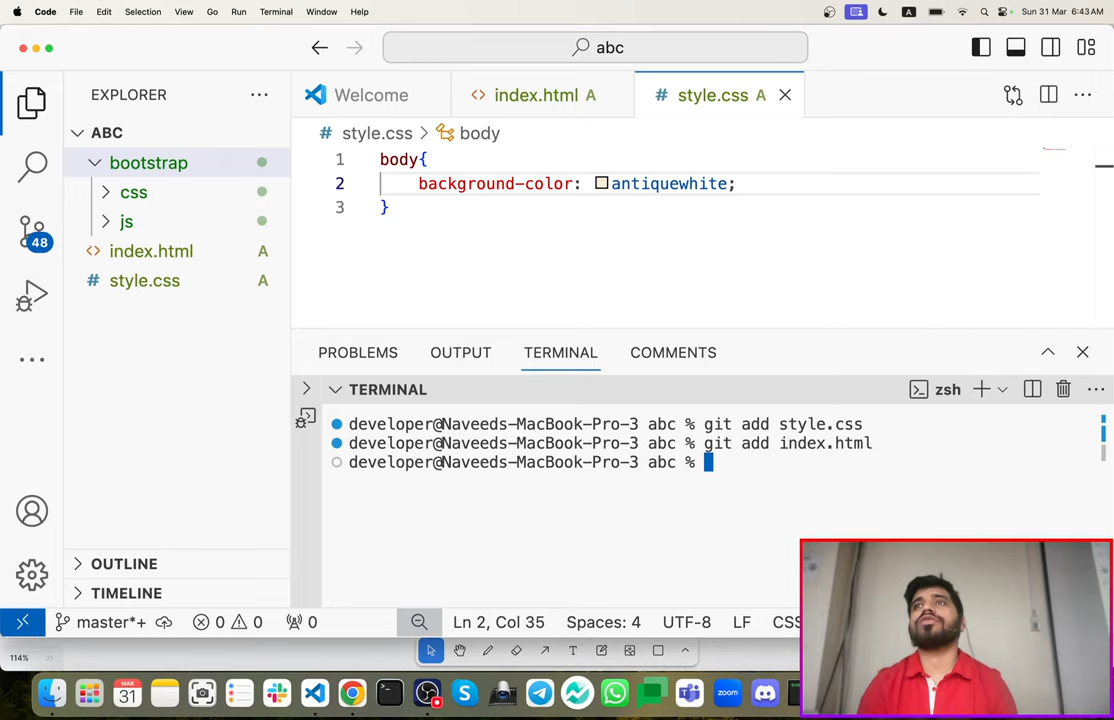 Code File Edit Selection View Go Run Terminal Window Help
A
Sun 31 Mar 6:43 AM
abc
EXPLORER
Welcome
index.html A
style.css A
ABC
style.css > body
bootstrap
css
js
index.html A
style.css A
48
1 body{
2 background-color: antiquewhite;
3 }
PROBLEMS OUTPUT TERMINAL COMMENTS
TERMINAL
zsh
developer@Naveeds-MacBook-Pro-3 abc % git add style.css
developer@Naveeds-MacBook-Pro-3 abc % git add index.html
developer@Naveeds-MacBook-Pro-3 abc %
OUTLINE
TIMELINE
master*+ 0 0 0 Ln 2, Col 35 Spaces: 4 UTF-8 LF CSS
114%
MAR
31
zoom